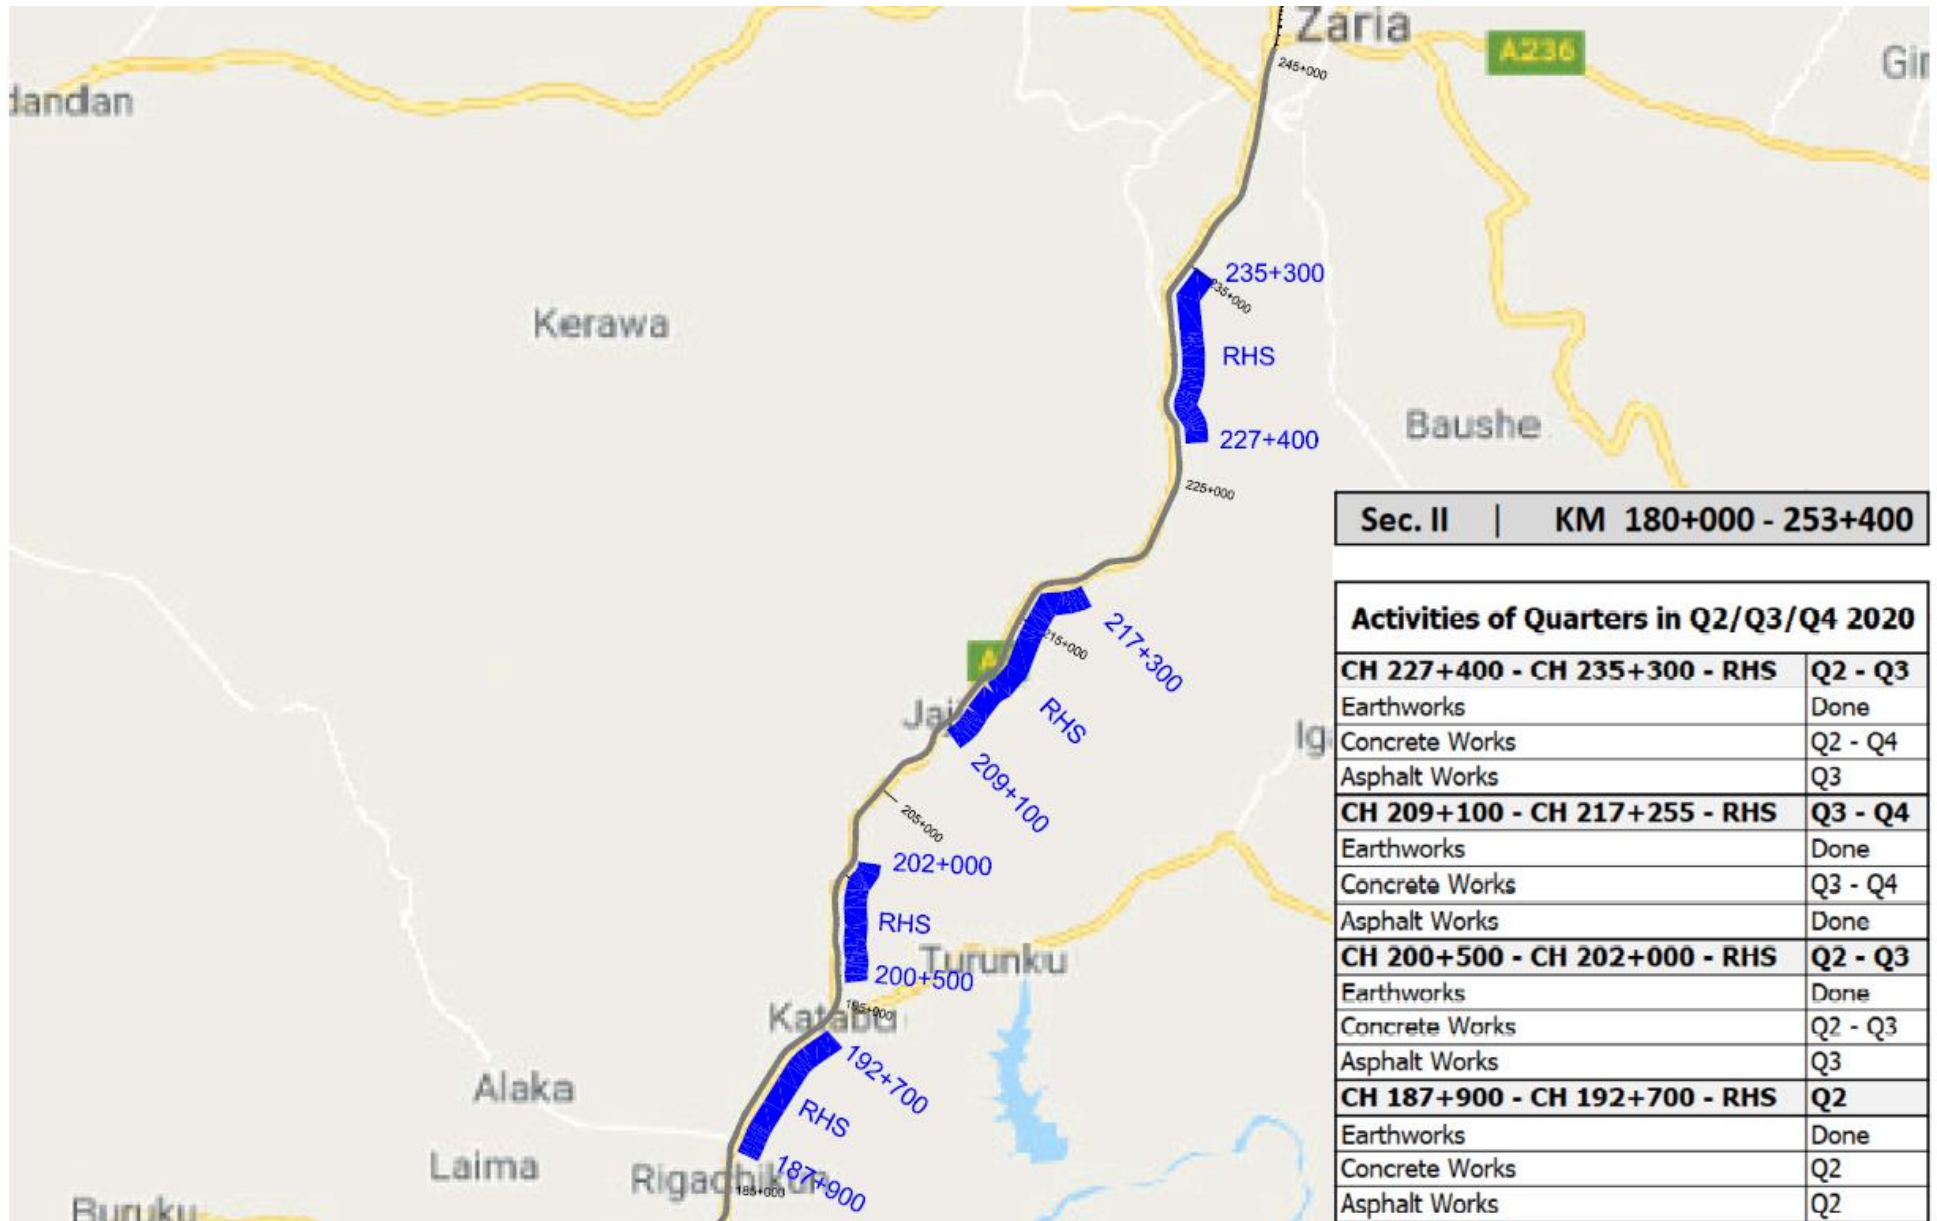 Zaria
A236
Gir
245+000
dandan
235+300
235+000
Kerawa
RHS
Baushe
227+400
225+000
Sec. II | KM 180+000 - 253+400
Activities of Quarters in Q2/Q3/Q4 2020
217+300
215+000
A
CH 227+400 - CH 235+300 - RHS Q2 - Q3
Earthworks Done
Concrete Works Q2 - Q4
Asphalt Works Q3
Jaji
RHS
Iga
209+100
205+000
CH 209+100 - CH 217+255 - RHS Q3 - Q4
Earthworks Done
Concrete Works Q3 - Q4
Asphalt Works Done
202+000
RHS
Turunku
200+500
195+000
Katabu
CH 200+500 - CH 202+000 - RHS Q2 - Q3
Earthworks Done
Concrete Works Q2 - Q3
Asphalt Works Q3
192+700
Alaka
RHS
CH 187+900 - CH 192+700 - RHS Q2
Earthworks Done
Concrete Works Q2
Asphalt Works Q2
Laima
Rigachikun
187+900
185+000
Buruku